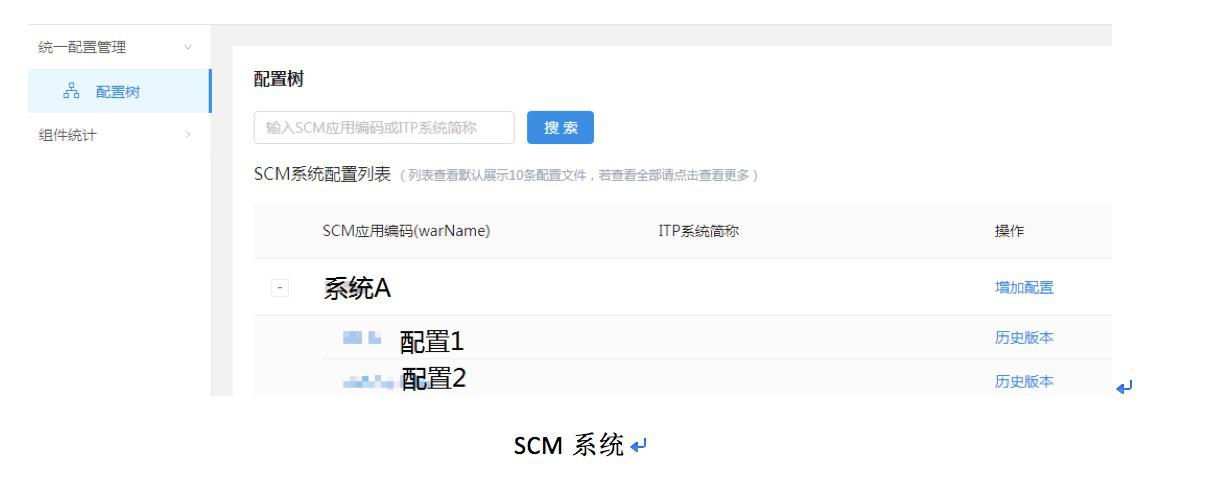 统一配置管理
配置树
组件统计
配置树
输入SCM应用编码或ITP系统简称 搜 索
SCM系统配置列表 （列表查看默认展示10条配置文件，若查看全部请点击查看更多）
SCM应用编码(warName) ITP系统简称 操作
- 系统A 增加配置
配置1 历史版本
配置2 历史版本
SCM 系统